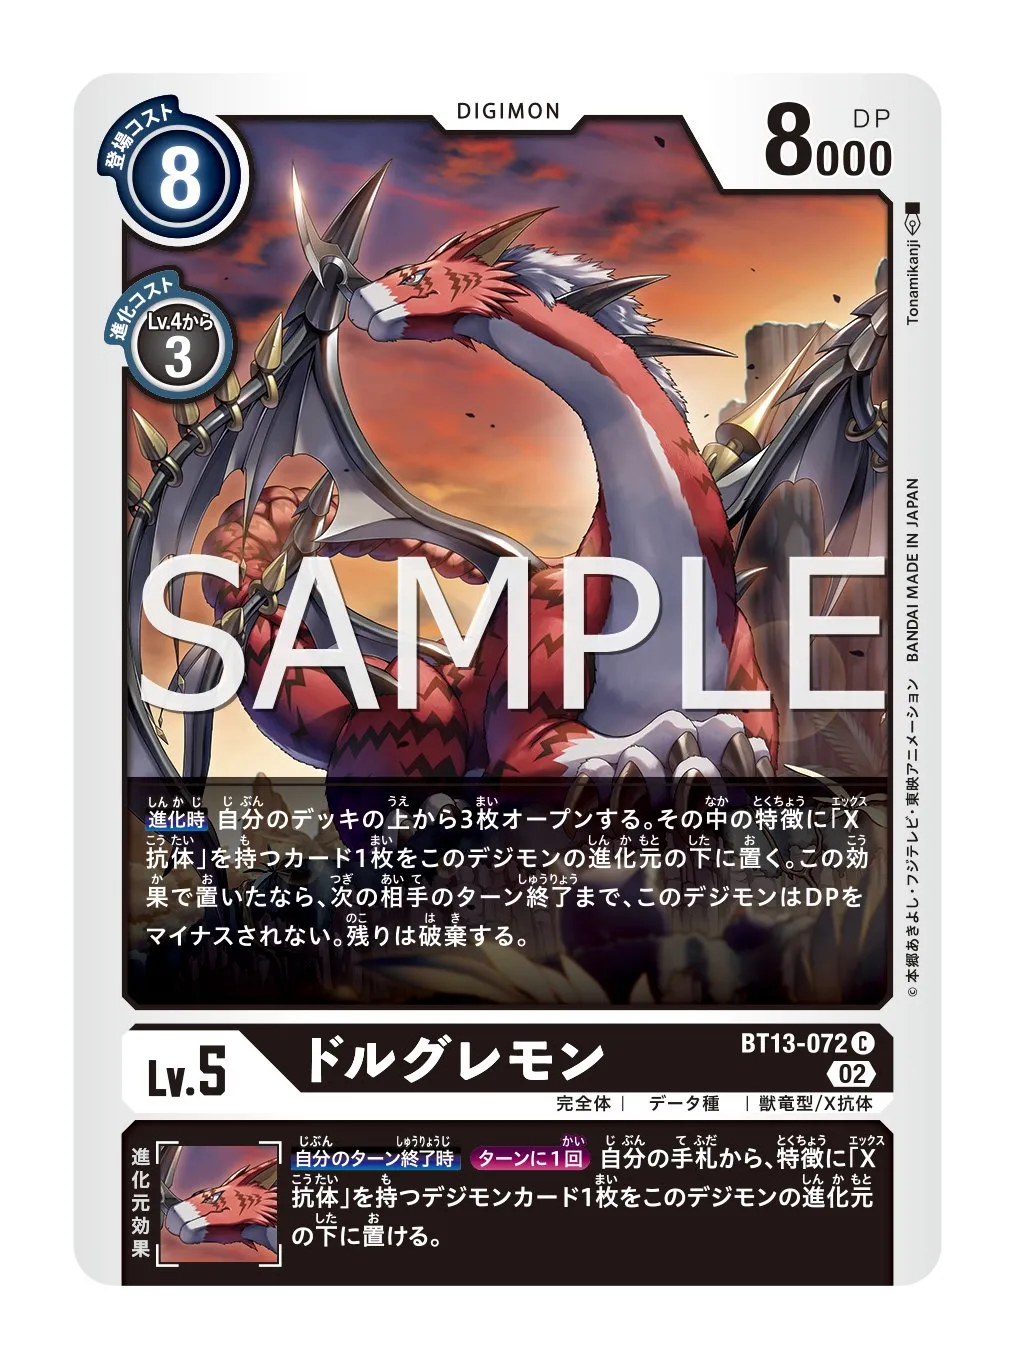 DIGIMON
登場コスト
8
8000
DP
進化コスト
Lv.4から
3
Tonamikanji
SAMPLE
©本郷あきよし・フジテレビ・東映アニメーション BANDAI MADE IN JAPAN
進化時 自分のデッキの上から3枚オープンする。その中の特徴に「X
抗体」を持つカード1枚をこのデジモンの進化元の下に置く。この効
果で置いたなら、次の相手のターン終了まで、このデジモンはDPを
マイナスされない。残りは破棄する。
Lv.5
ドルグレモン
BT13-072 C
02
完全体 | データ種 | 獣竜型/X抗体
進化元効果
自分のターン終了時 ターンに1回 自分の手札から、特徴に「X
抗体」を持つデジモンカード1枚をこのデジモンの進化元
の下に置ける。